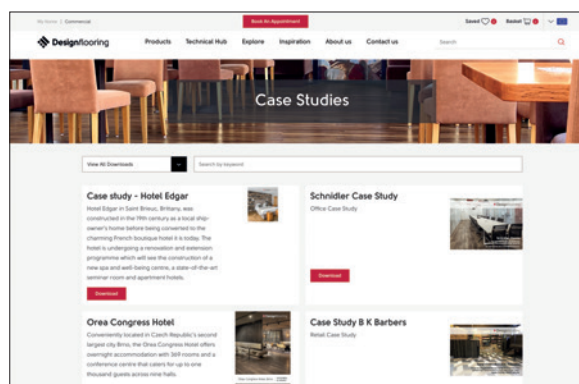 My Home | Commercial
Book An Appointment
Saved
Basket
Designflooring
Products
Technical Hub
Explore
Inspiration
About us
Contact us
Search
Case Studies
View All Downloads
Search by keyword
Case study - Hotel Edgar
Hotel Edgar in Saint Brieuc, Brittany, was
constructed in the 19th century as a local ship-
owner's home before being converted to the
charming French boutique hotel it is today. The
hotel is undergoing a renovation and extension
programme which will see the construction of a
new spa and well-being centre, a state-of-the-art
seminar room and apartment hotels.
Download
Schnidler Case Study
Office Case Study
Download
Orea Congress Hotel
Conveniently located in Czech Republic's second
largest city Brno, the Orea Congress Hotel offers
overnight accommodation with 369 rooms and a
conference centre that caters for up to one
thousand guests across nine halls.
Case Study B K Barbers
Retail Case Study